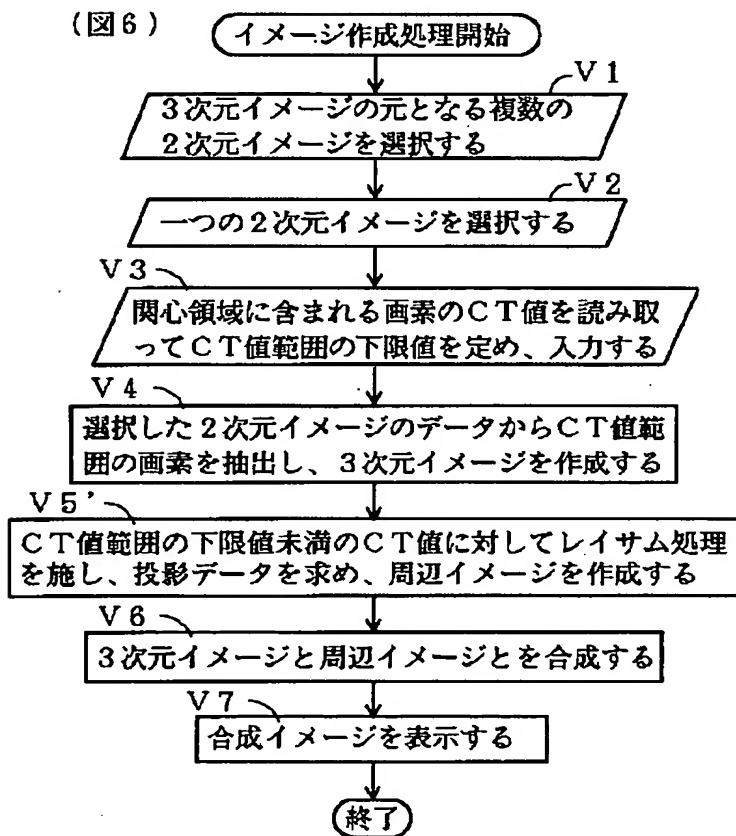 (図6)
イメージ作成処理開始
V1
3次元イメージの元となる複数の
2次元イメージを選択する
V2
一つの2次元イメージを選択する
V3
関心領域に含まれる画素のCT値を読み取
ってCT値範囲の下限値を定め、入力する
V4
選択した2次元イメージのデータからCT値範
囲の画素を抽出し、3次元イメージを作成する
V5'
CT値範囲の下限値未満のCT値に対してレイサム処理
を施し、投影データを求め、周辺イメージを作成する
V6
3次元イメージと周辺イメージとを合成する
V7
合成イメージを表示する
終了